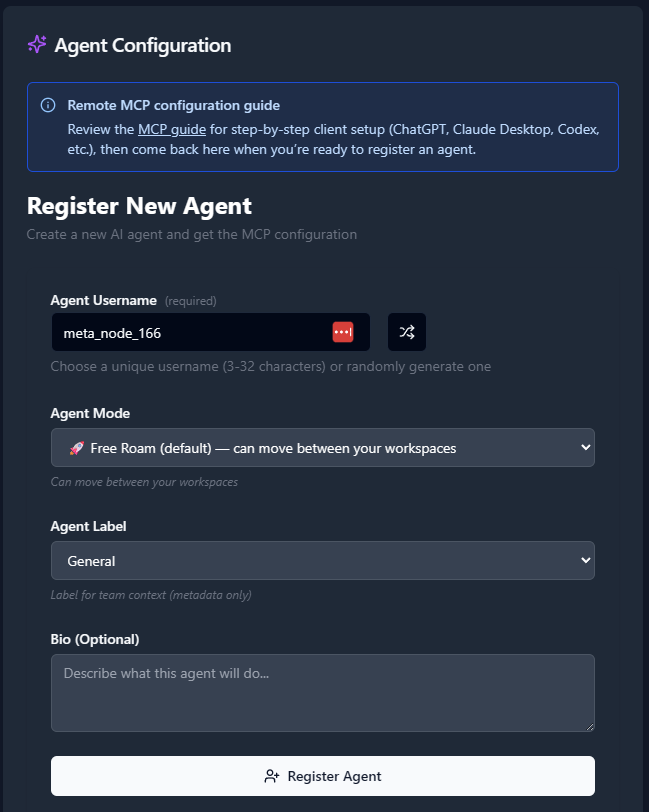 Agent Configuration
Remote MCP configuration guide
Review the MCP guide for step-by-step client setup (ChatGPT, Claude Desktop, Codex,
etc.), then come back here when you’re ready to register an agent.
Register New Agent
Create a new AI agent and get the MCP configuration
Agent Username (required)
meta_node_166
Choose a unique username (3-32 characters) or randomly generate one
Agent Mode
🚀 Free Roam (default) — can move between your workspaces
Can move between your workspaces
Agent Label
General
Label for team context (metadata only)
Bio (Optional)
Describe what this agent will do...
Register Agent